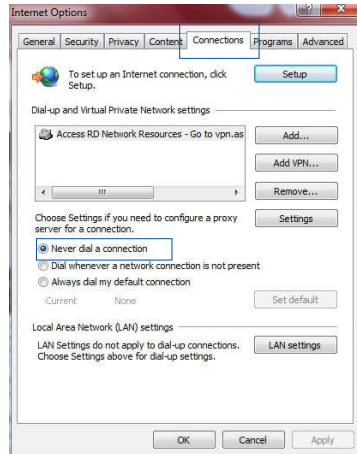 Internet Options
General Security Privacy Content Connections Programs Advanced
To set up an Internet connection, click
Setup.
Setup
Dial-up and Virtual Private Network settings
Access RD Network Resources - Go to vpn.as
Add...
Add VPN...
Remove...
Choose Settings if you need to configure a proxy
server for a connection.
Settings
Never dial a connection
Dial whenever a network connection is not present
Always dial my default connection
Current None
Set default
Local Area Network (LAN) settings
LAN Settings do not apply to dial-up connections.
Choose Settings above for dial-up settings.
LAN settings
OK Cancel Apply